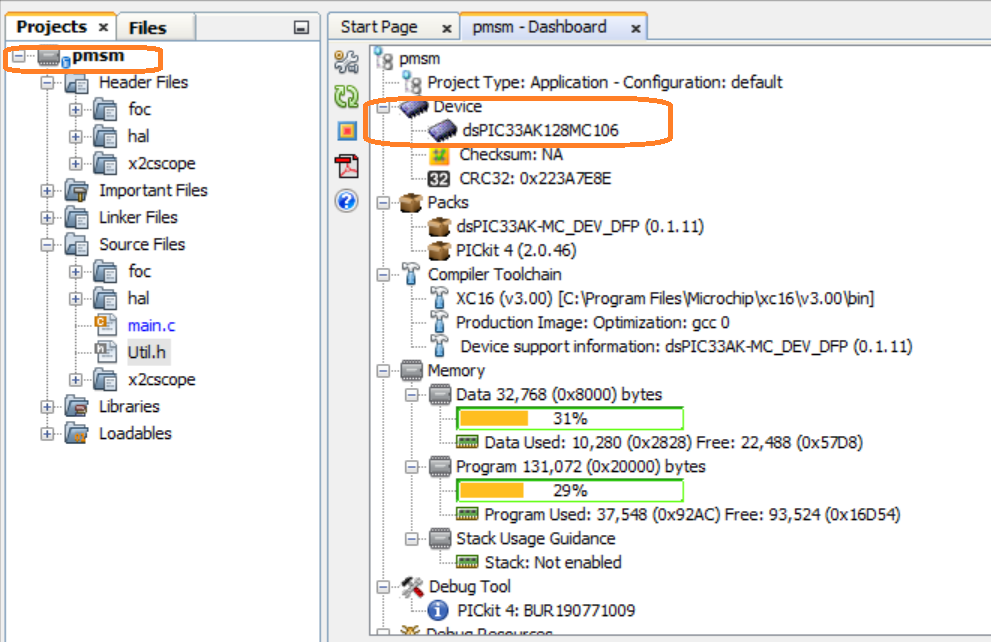 Projects × Files
pmsm
Header Files
foc
hal
x2cscope
Important Files
Linker Files
Source Files
foc
hal
main.c
Util.h
x2cscope
Libraries
Loadables
Start Page × pmsm - Dashboard ×
pmsm
Project Type: Application - Configuration: default
Device
dsPIC33AK128MC106
Checksum: NA
32 CRC32: 0x223A7E8E
Packs
dsPIC33AK-MC_DEV_DFP (0.1.11)
PICkit 4 (2.0.46)
Compiler Toolchain
XC16 (v3.00) [C:\Program Files\Microchip\xc16\v3.00\bin]
Production Image: Optimization: gcc 0
Device support information: dsPIC33AK-MC_DEV_DFP (0.1.11)
Memory
Data 32,768 (0x8000) bytes
31%
Data Used: 10,280 (0x2828) Free: 22,488 (0x57D8)
Program 131,072 (0x20000) bytes
29%
Program Used: 37,548 (0x92AC) Free: 93,524 (0x16D54)
Stack Usage Guidance
Stack: Not enabled
Debug Tool
PICkit 4: BUR190771009
Debug Resources